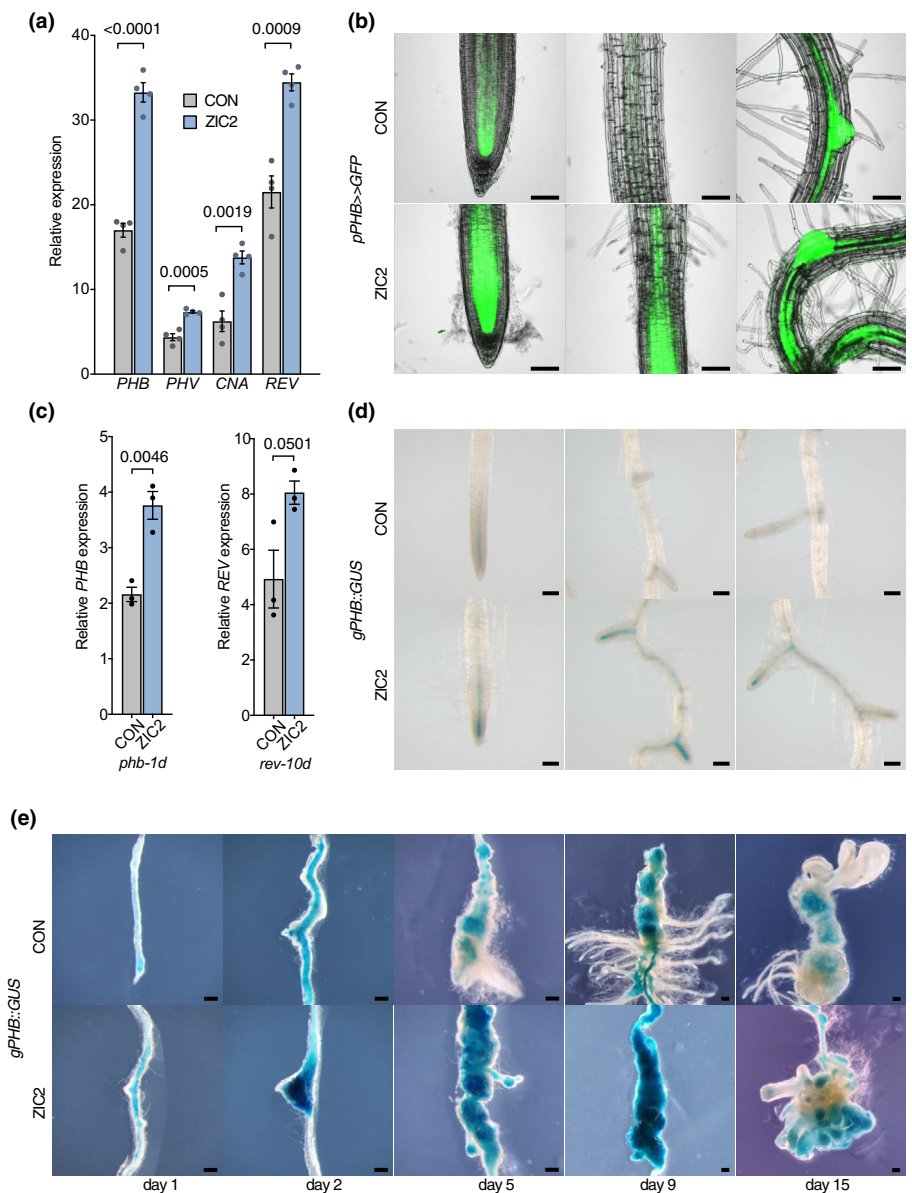 (a)
<0.0001
0.0009
0.0019
0.0005
CON
ZIC2
Relative expression
40
30
20
10
0
PHB
PHV
CNA
REV
(b)
pPHB>>GFP
CON
ZIC2
(c)
Relative PHB expression
5
4
3
2
1
0
0.0046
CON
ZIC2
phb-1d
Relative REV expression
10
8
6
4
2
0
0.0501
CON
ZIC2
rev-10d
(d)
gPHB::GUS
CON
ZIC2
(e)
gPHB::GUS
CON
ZIC2
day 1
day 2
day 5
day 9
day 15